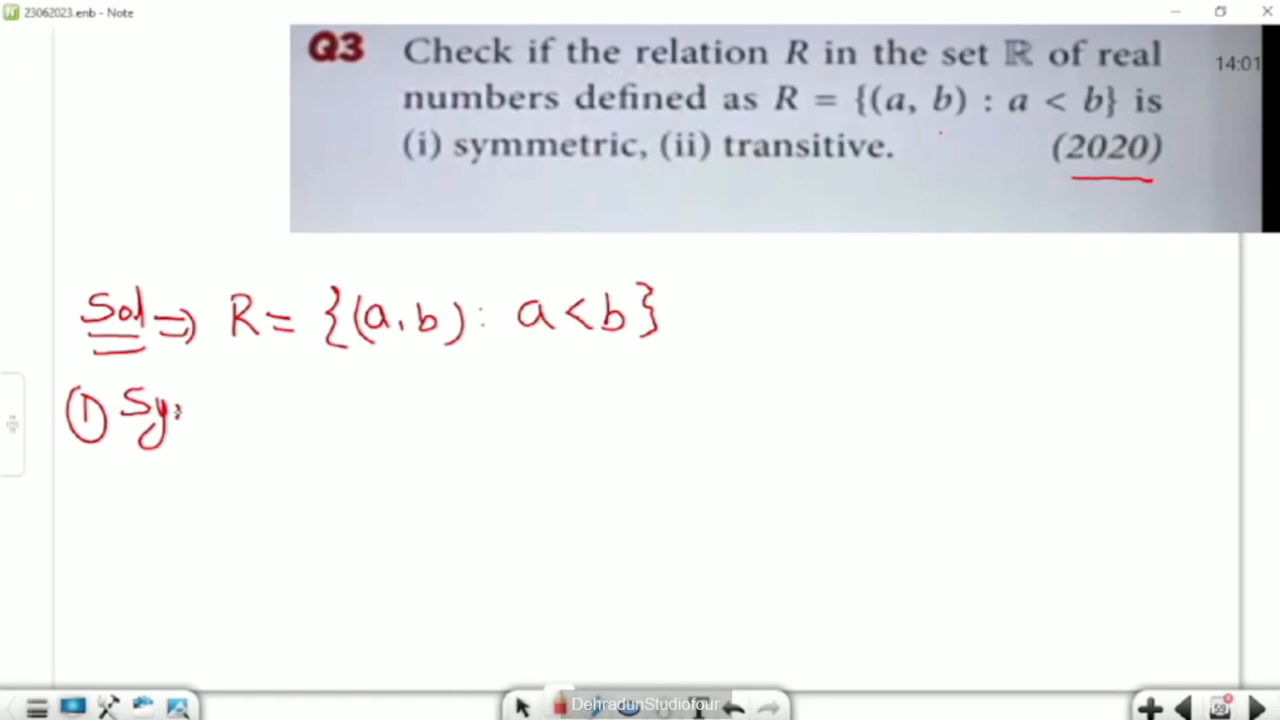 23062023.enb - Note
Q3 Check if the relation R in the set ℝ of real
14:01
numbers defined as R = {(a, b) : a < b} is
(i) symmetric, (ii) transitive. (2020)
Sol ⇒ R = {(a, b) : a < b}
① Sy
59
DehradunStudiofour